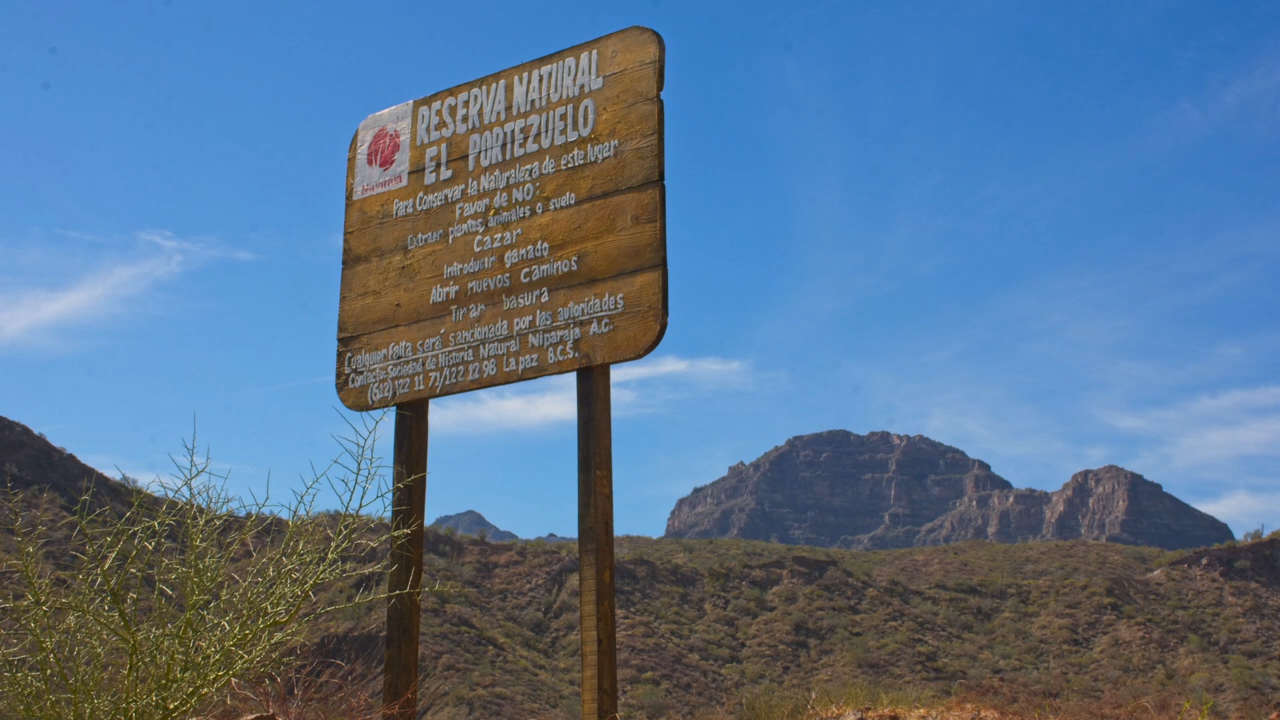 RESERVA NATURAL
EL PORTEZUELO
Para Conservar la Naturaleza de este lugar
Favor de NO:
Extraer plantas, animales o suelo
Cazar
Introducir ganado
Abrir nuevos caminos
Tirar basura
Cualquier falta será sancionada por las autoridades
Contacto: Sociedad de Historia Natural Niparaja A.C.
(612) 122 11 71/122 12 98 La paz B.C.S.